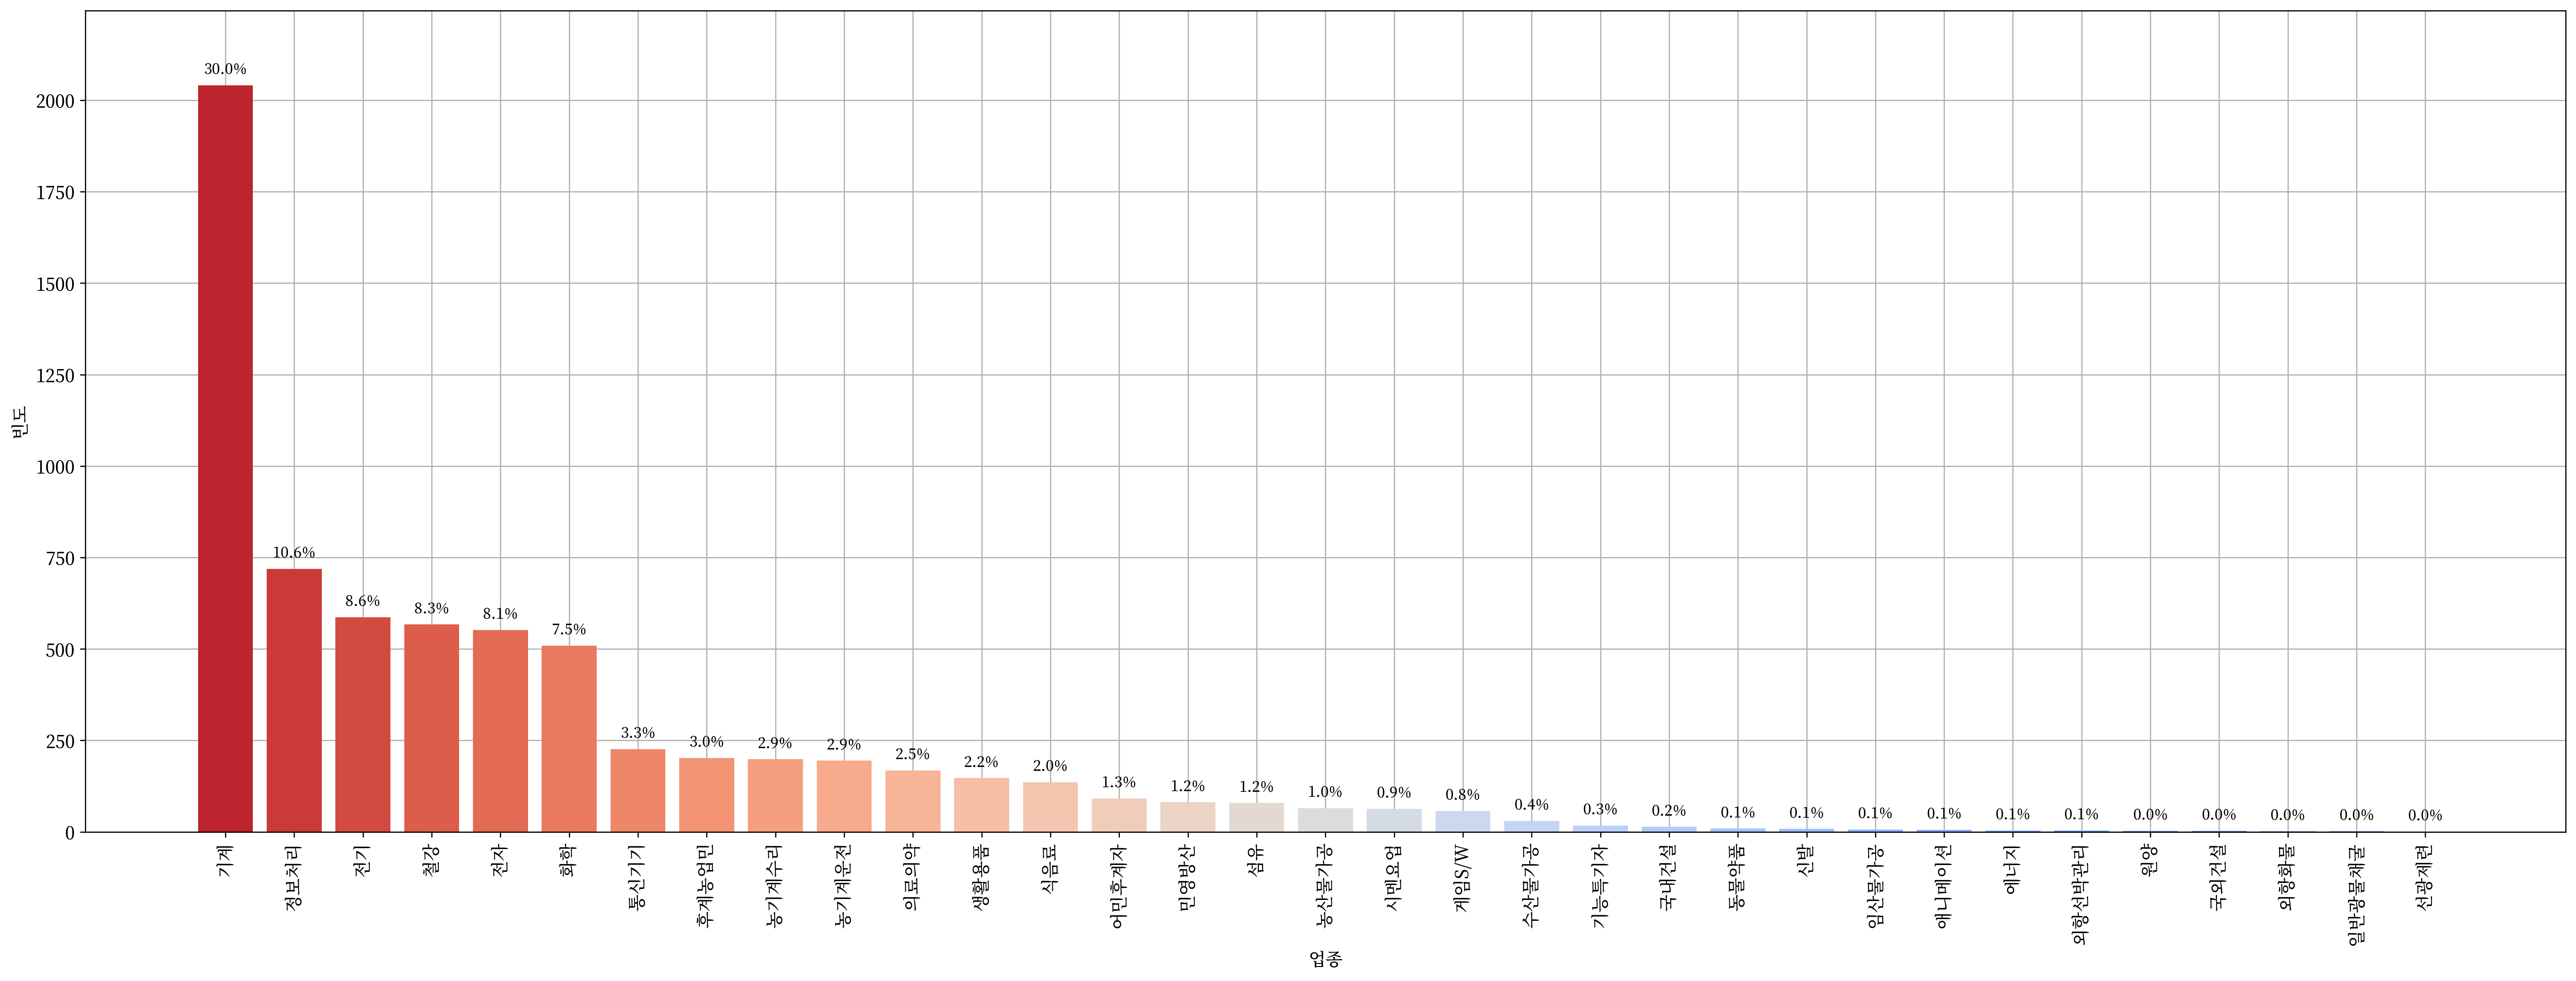 30.0%
10.6%
8.6%
8.3%
8.1%
7.5%
3.3%
3.0%
2.9%
2.9%
2.5%
2.2%
2.0%
1.3%
1.2%
1.2%
1.0%
0.9%
0.8%
0.4%
0.3%
0.2%
0.1%
0.1%
0.1%
0.1%
0.1%
0.1%
0.0%
0.0%
0.0%
0.0%
0.0%
2000
1750
1500
1250
1000
750
500
250
0
빈도
기계
정보처리
전기
철강
전자
화학
통신기기
후계농업민
농기계수리
농기계운전
의료의약
생활용품
식음료
어민후계자
민영방산
섬유
농산물가공
시멘요업
게임S/W
수산물가공
기능특기자
국내건설
동물약품
신발
임산물가공
애니메이션
에너지
외항선박관리
원양
국외건설
외항화물
일반광물채굴
선광제련
업종